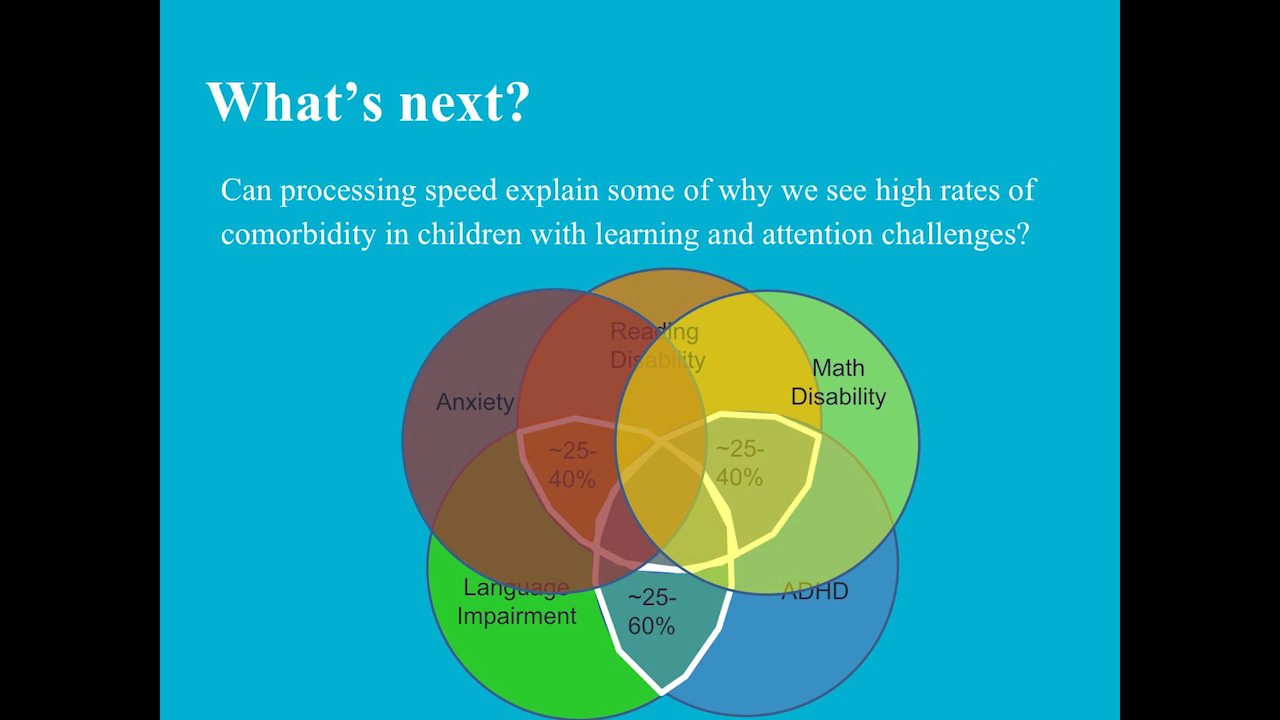 What's next?
Can processing speed explain some of why we see high rates of
comorbidity in children with learning and attention challenges?
Reading
Disability
Math
Disability
Anxiety
~25-
40%
~25-
40%
Language
Impairment
~25-
60%
ADHD